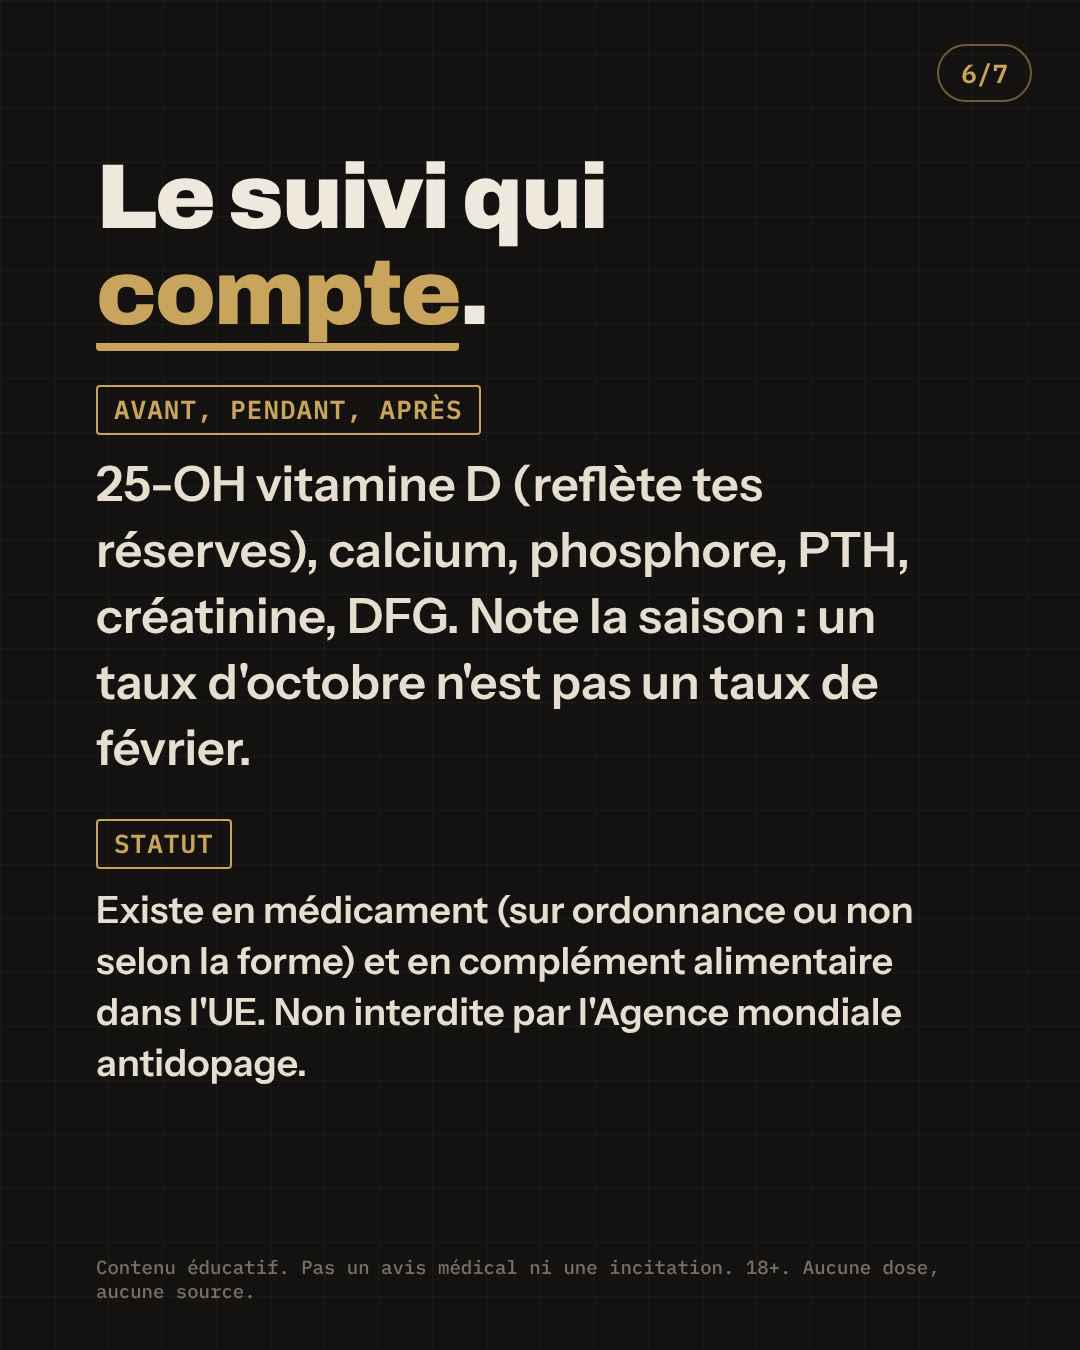 6/7
Le suivi qui
compte.
AVANT, PENDANT, APRÈS
25-OH vitamine D (reflète tes
réserves), calcium, phosphore, PTH,
créatinine, DFG. Note la saison : un
taux d'octobre n'est pas un taux de
février.
STATUT
Existe en médicament (sur ordonnance ou non
selon la forme) et en complément alimentaire
dans l'UE. Non interdite par l'Agence mondiale
antidopage.
Contenu éducatif. Pas un avis médical ni une incitation. 18+. Aucune dose,
aucune source.